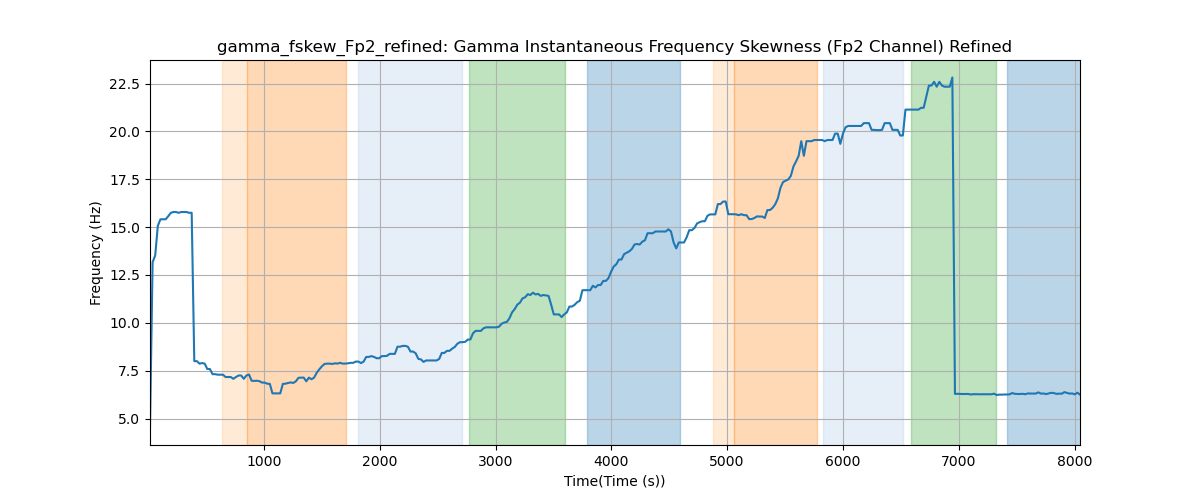 gamma_fskew_Fp2_refined: Gamma Instantaneous Frequency Skewness (Fp2 Channel) Refined
22.5
20.0
17.5
15.0
12.5
10.0
7.5
5.0
Frequency (Hz)
1000 2000 3000 4000 5000 6000 7000 8000
Time(Time (s))